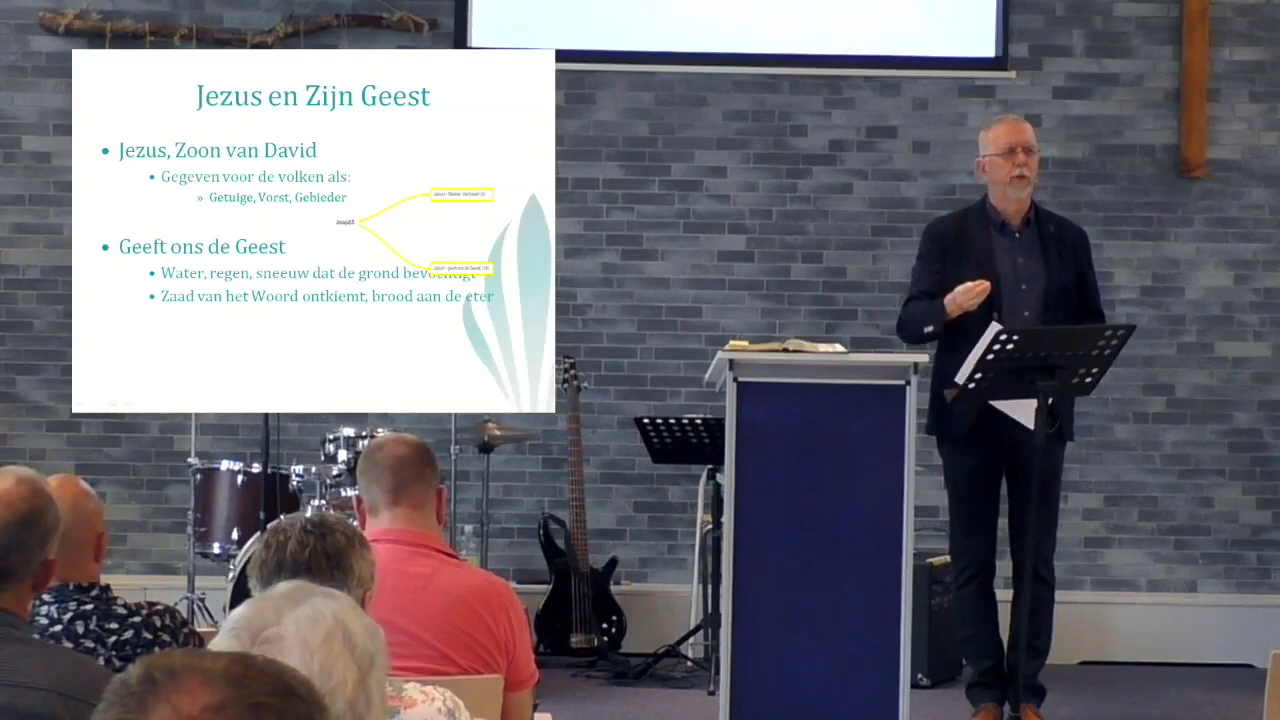 Jezus en Zijn Geest
Jezus, Zoon van David
Gegeven voor de volken als:
» Getuige, Vorst, Gebieder
Geeft ons de Geest
Water, regen, sneeuw dat de grond bevochtigt
Zaad van het Woord ontkiemt, brood aan de eter